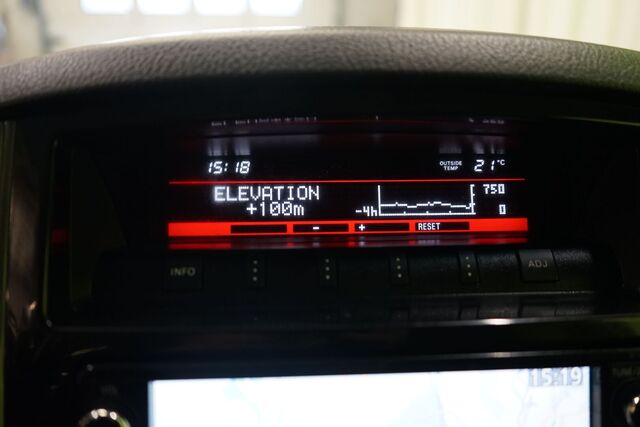 15:18 OUTSIDE TEMP 21°C
ELEVATION 750
+100m -4h 0
- + RESET
INFO ADJ
15:19